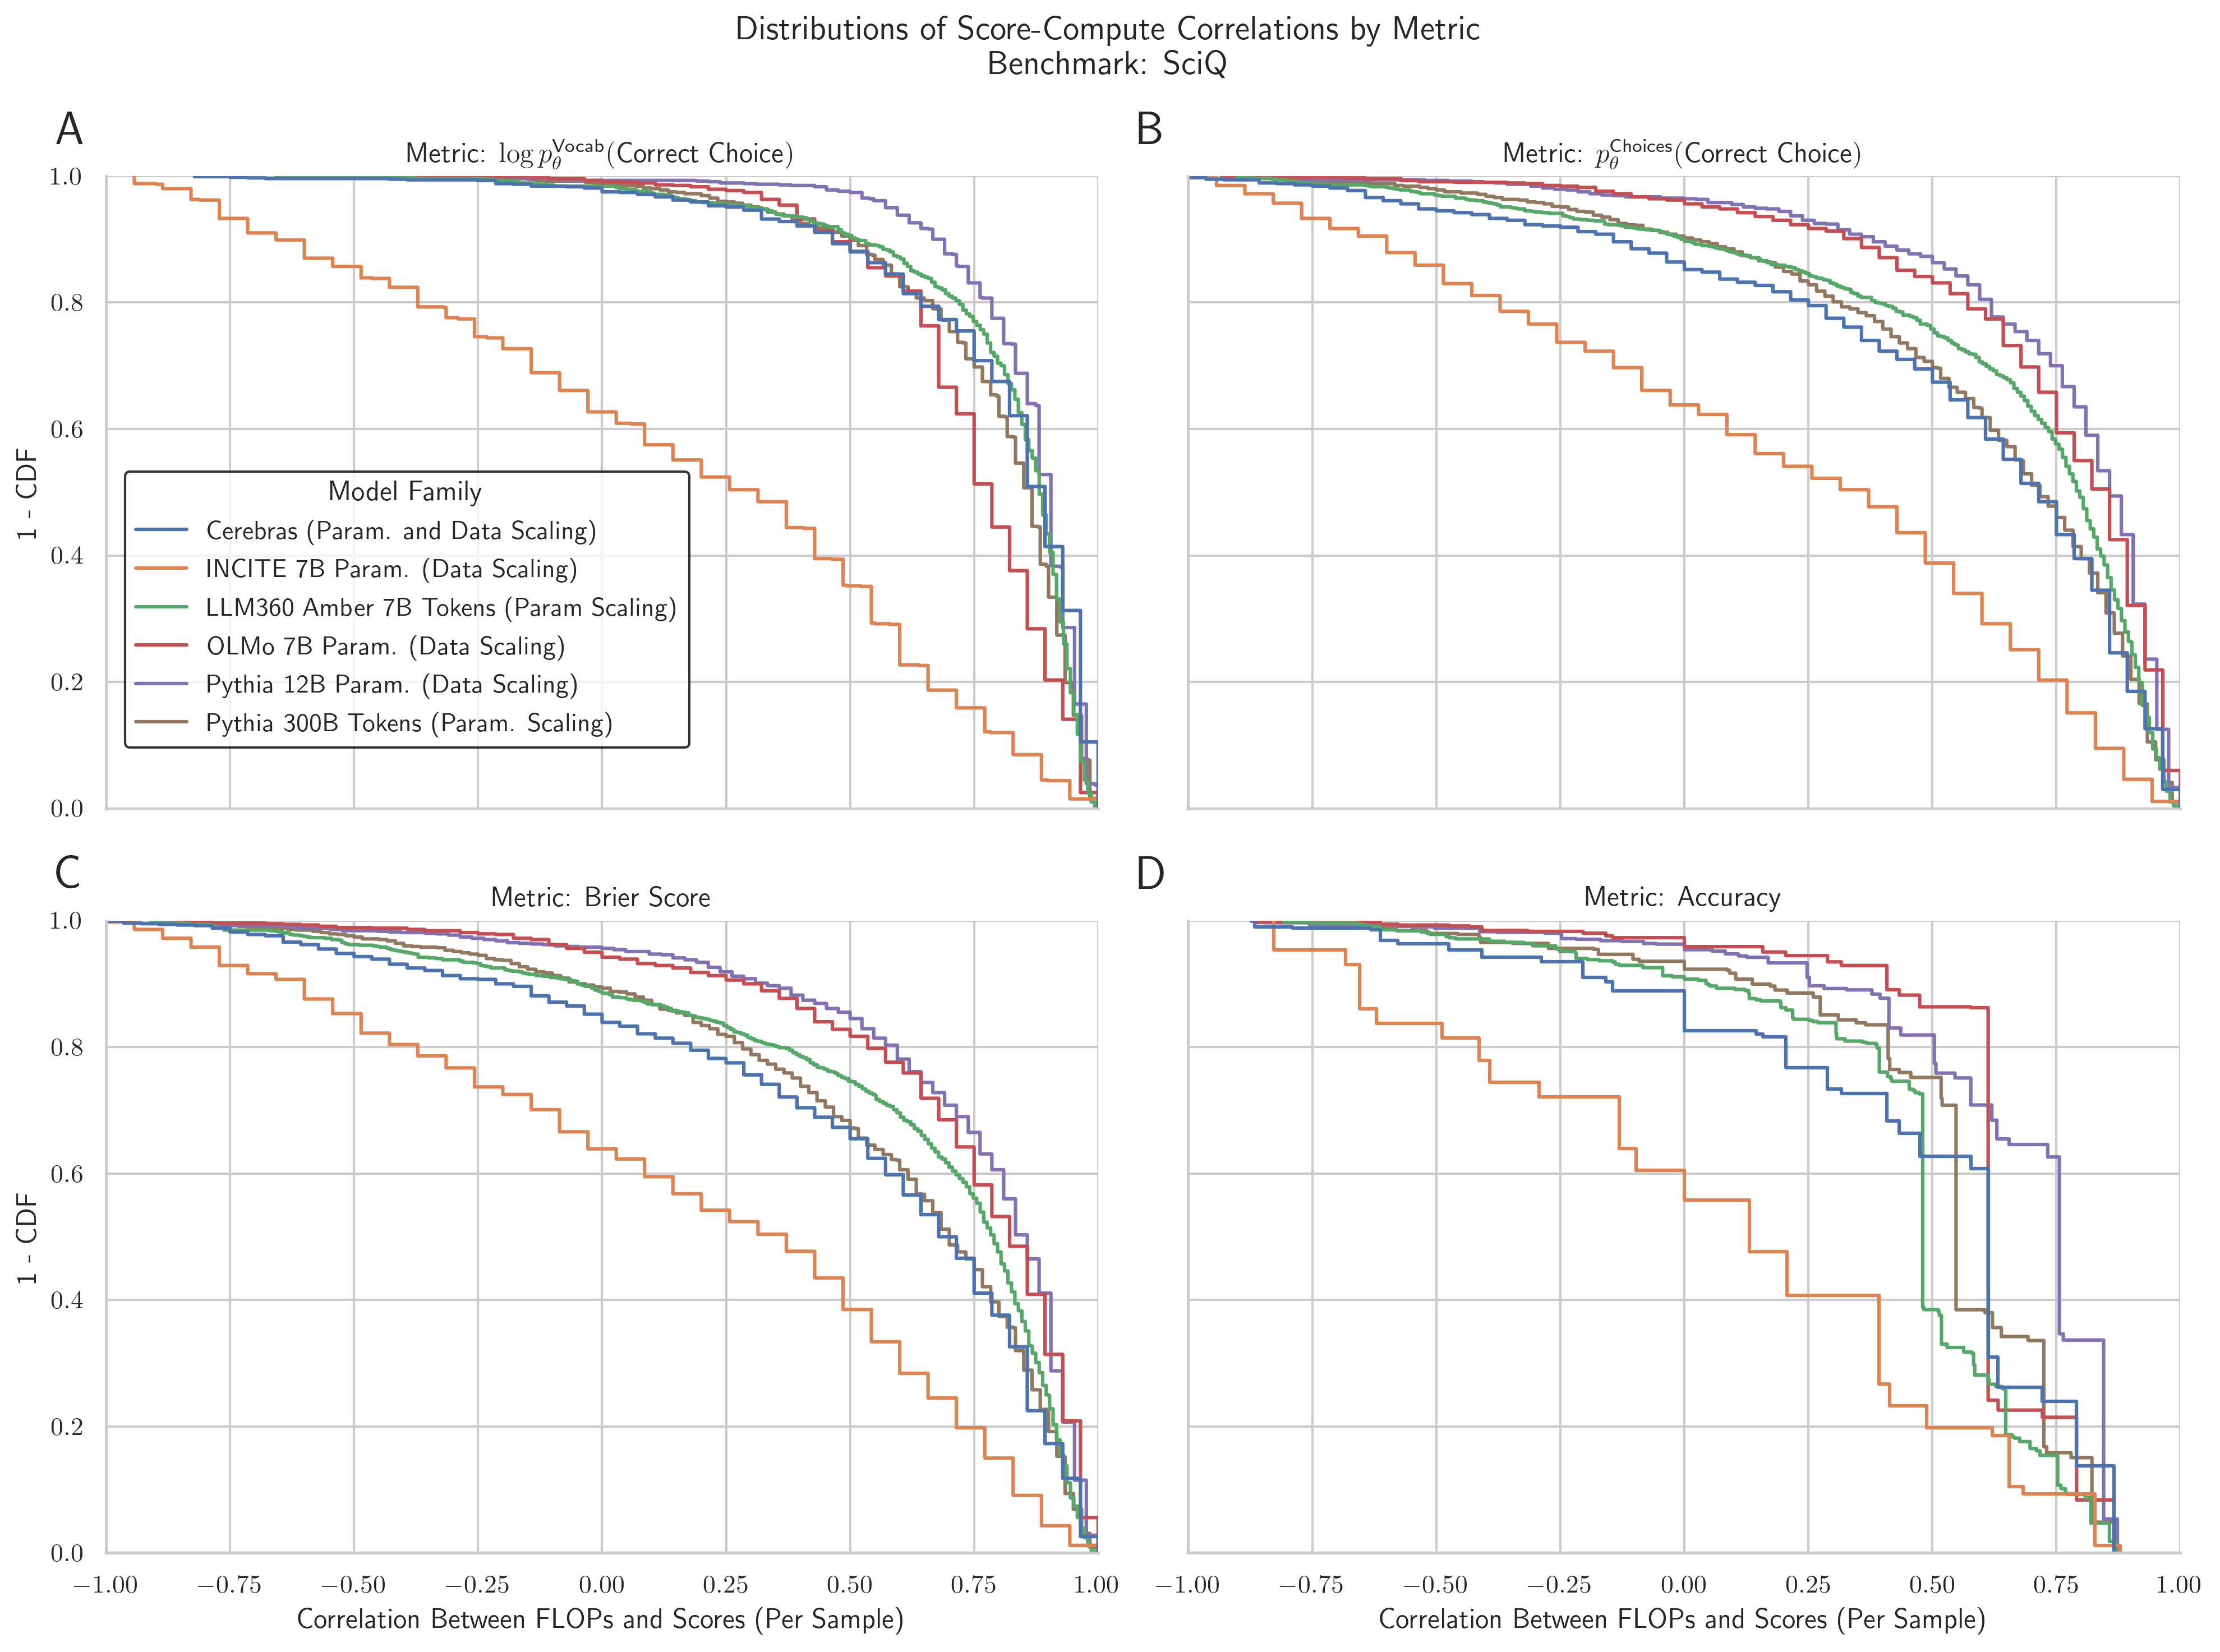 Distributions of Score-Compute Correlations by Metric
Benchmark: SciQ
A
Metric: log p_θ^Vocab(Correct Choice)
1.0
0.8
0.6
0.4
0.2
0.0
1 - CDF
Model Family
Cerebras (Param. and Data Scaling)
INCITE 7B Param. (Data Scaling)
LLM360 Amber 7B Tokens (Param Scaling)
OLMo 7B Param. (Data Scaling)
Pythia 12B Param. (Data Scaling)
Pythia 300B Tokens (Param. Scaling)
B
Metric: p_θ^Choices(Correct Choice)
C
Metric: Brier Score
1.0
0.8
0.6
0.4
0.2
0.0
1 - CDF
−1.00 −0.75 −0.50 −0.25 0.00 0.25 0.50 0.75 1.00
Correlation Between FLOPs and Scores (Per Sample)
D
Metric: Accuracy
−1.00 −0.75 −0.50 −0.25 0.00 0.25 0.50 0.75 1.00
Correlation Between FLOPs and Scores (Per Sample)